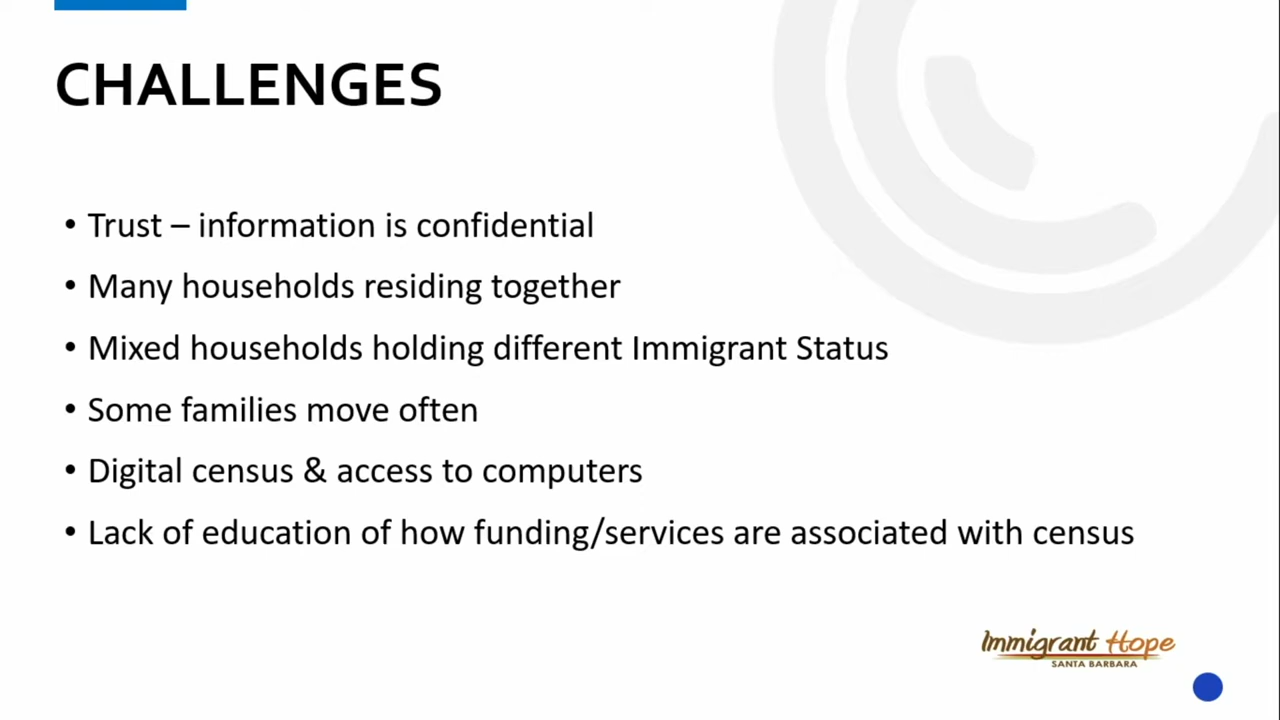 CHALLENGES
• Trust – information is confidential
• Many households residing together
• Mixed households holding different Immigrant Status
• Some families move often
• Digital census & access to computers
• Lack of education of how funding/services are associated with census
Immigrant Hope
SANTA BARBARA